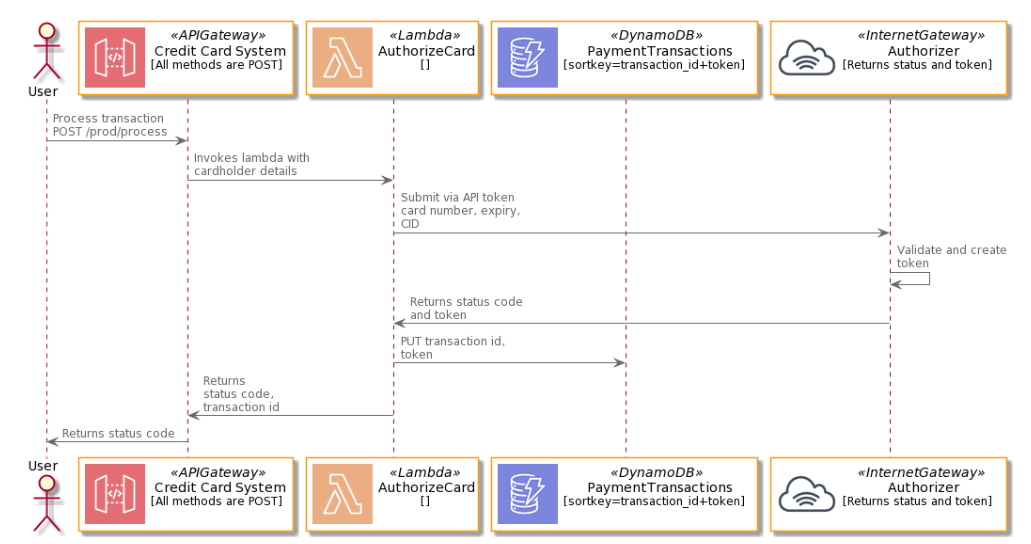 «APIGateway»
Credit Card System
[All methods are POST]
«Lambda»
AuthorizeCard
[]
«DynamoDB»
PaymentTransactions
[sortkey=transaction_id+token]
«InternetGateway»
Authorizer
[Returns status and token]
User
Process transaction
POST /prod/process
Invokes lambda with
cardholder details
Submit via API token
card number, expiry,
CID
Validate and create
token
Returns status code
and token
PUT transaction id,
token
Returns
status code,
transaction id
Returns status code
User
«APIGateway»
Credit Card System
[All methods are POST]
«Lambda»
AuthorizeCard
[]
«DynamoDB»
PaymentTransactions
[sortkey=transaction_id+token]
«InternetGateway»
Authorizer
[Returns status and token]